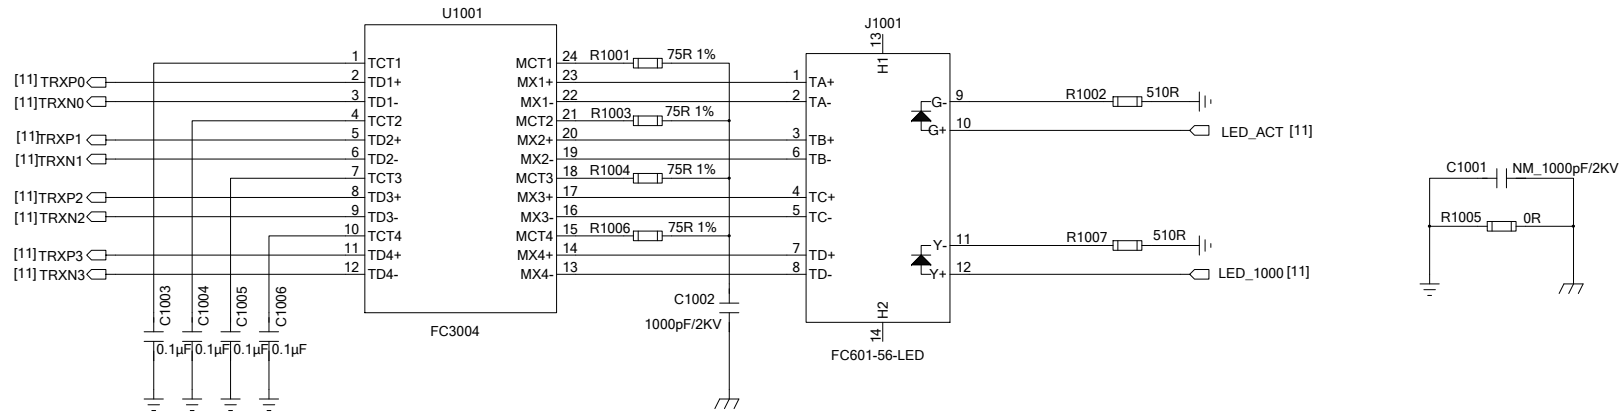 U1001
J1001
13
H1
1 TCT1 MCT1 24 R1001 75R 1%
[11] TRXP0 2 TD1+ MX1+ 23 1 TA+
[11] TRXN0 3 TD1- MX1- 22 2 TA- G- 9 R1002 510R
4 TCT2 MCT2 21 R1003 75R 1%
G+ 10 LED_ACT [11]
[11] TRXP1 5 TD2+ MX2+ 20 3 TB+
[11] TRXN1 6 TD2- MX2- 19 6 TB-
C1001 NM_1000pF/2KV
7 TCT3 MCT3 18 R1004 75R 1%
[11] TRXP2 8 TD3+ MX3+ 17 4 TC+
[11] TRXN2 9 TD3- MX3- 16 5 TC-
R1005 0R
10 TCT4 MCT4 15 R1006 75R 1%
Y- 11 R1007 510R
[11] TRXP3 11 TD4+ MX4+ 14 7 TD+
[11] TRXN3 12 TD4- MX4- 13 8 TD- Y+ 12 LED_1000 [11]
C1003 C1004 C1005 C1006
C1002
H2
1000pF/2KV
FC3004
14
0.1µF 0.1µF 0.1µF 0.1µF
FC601-56-LED